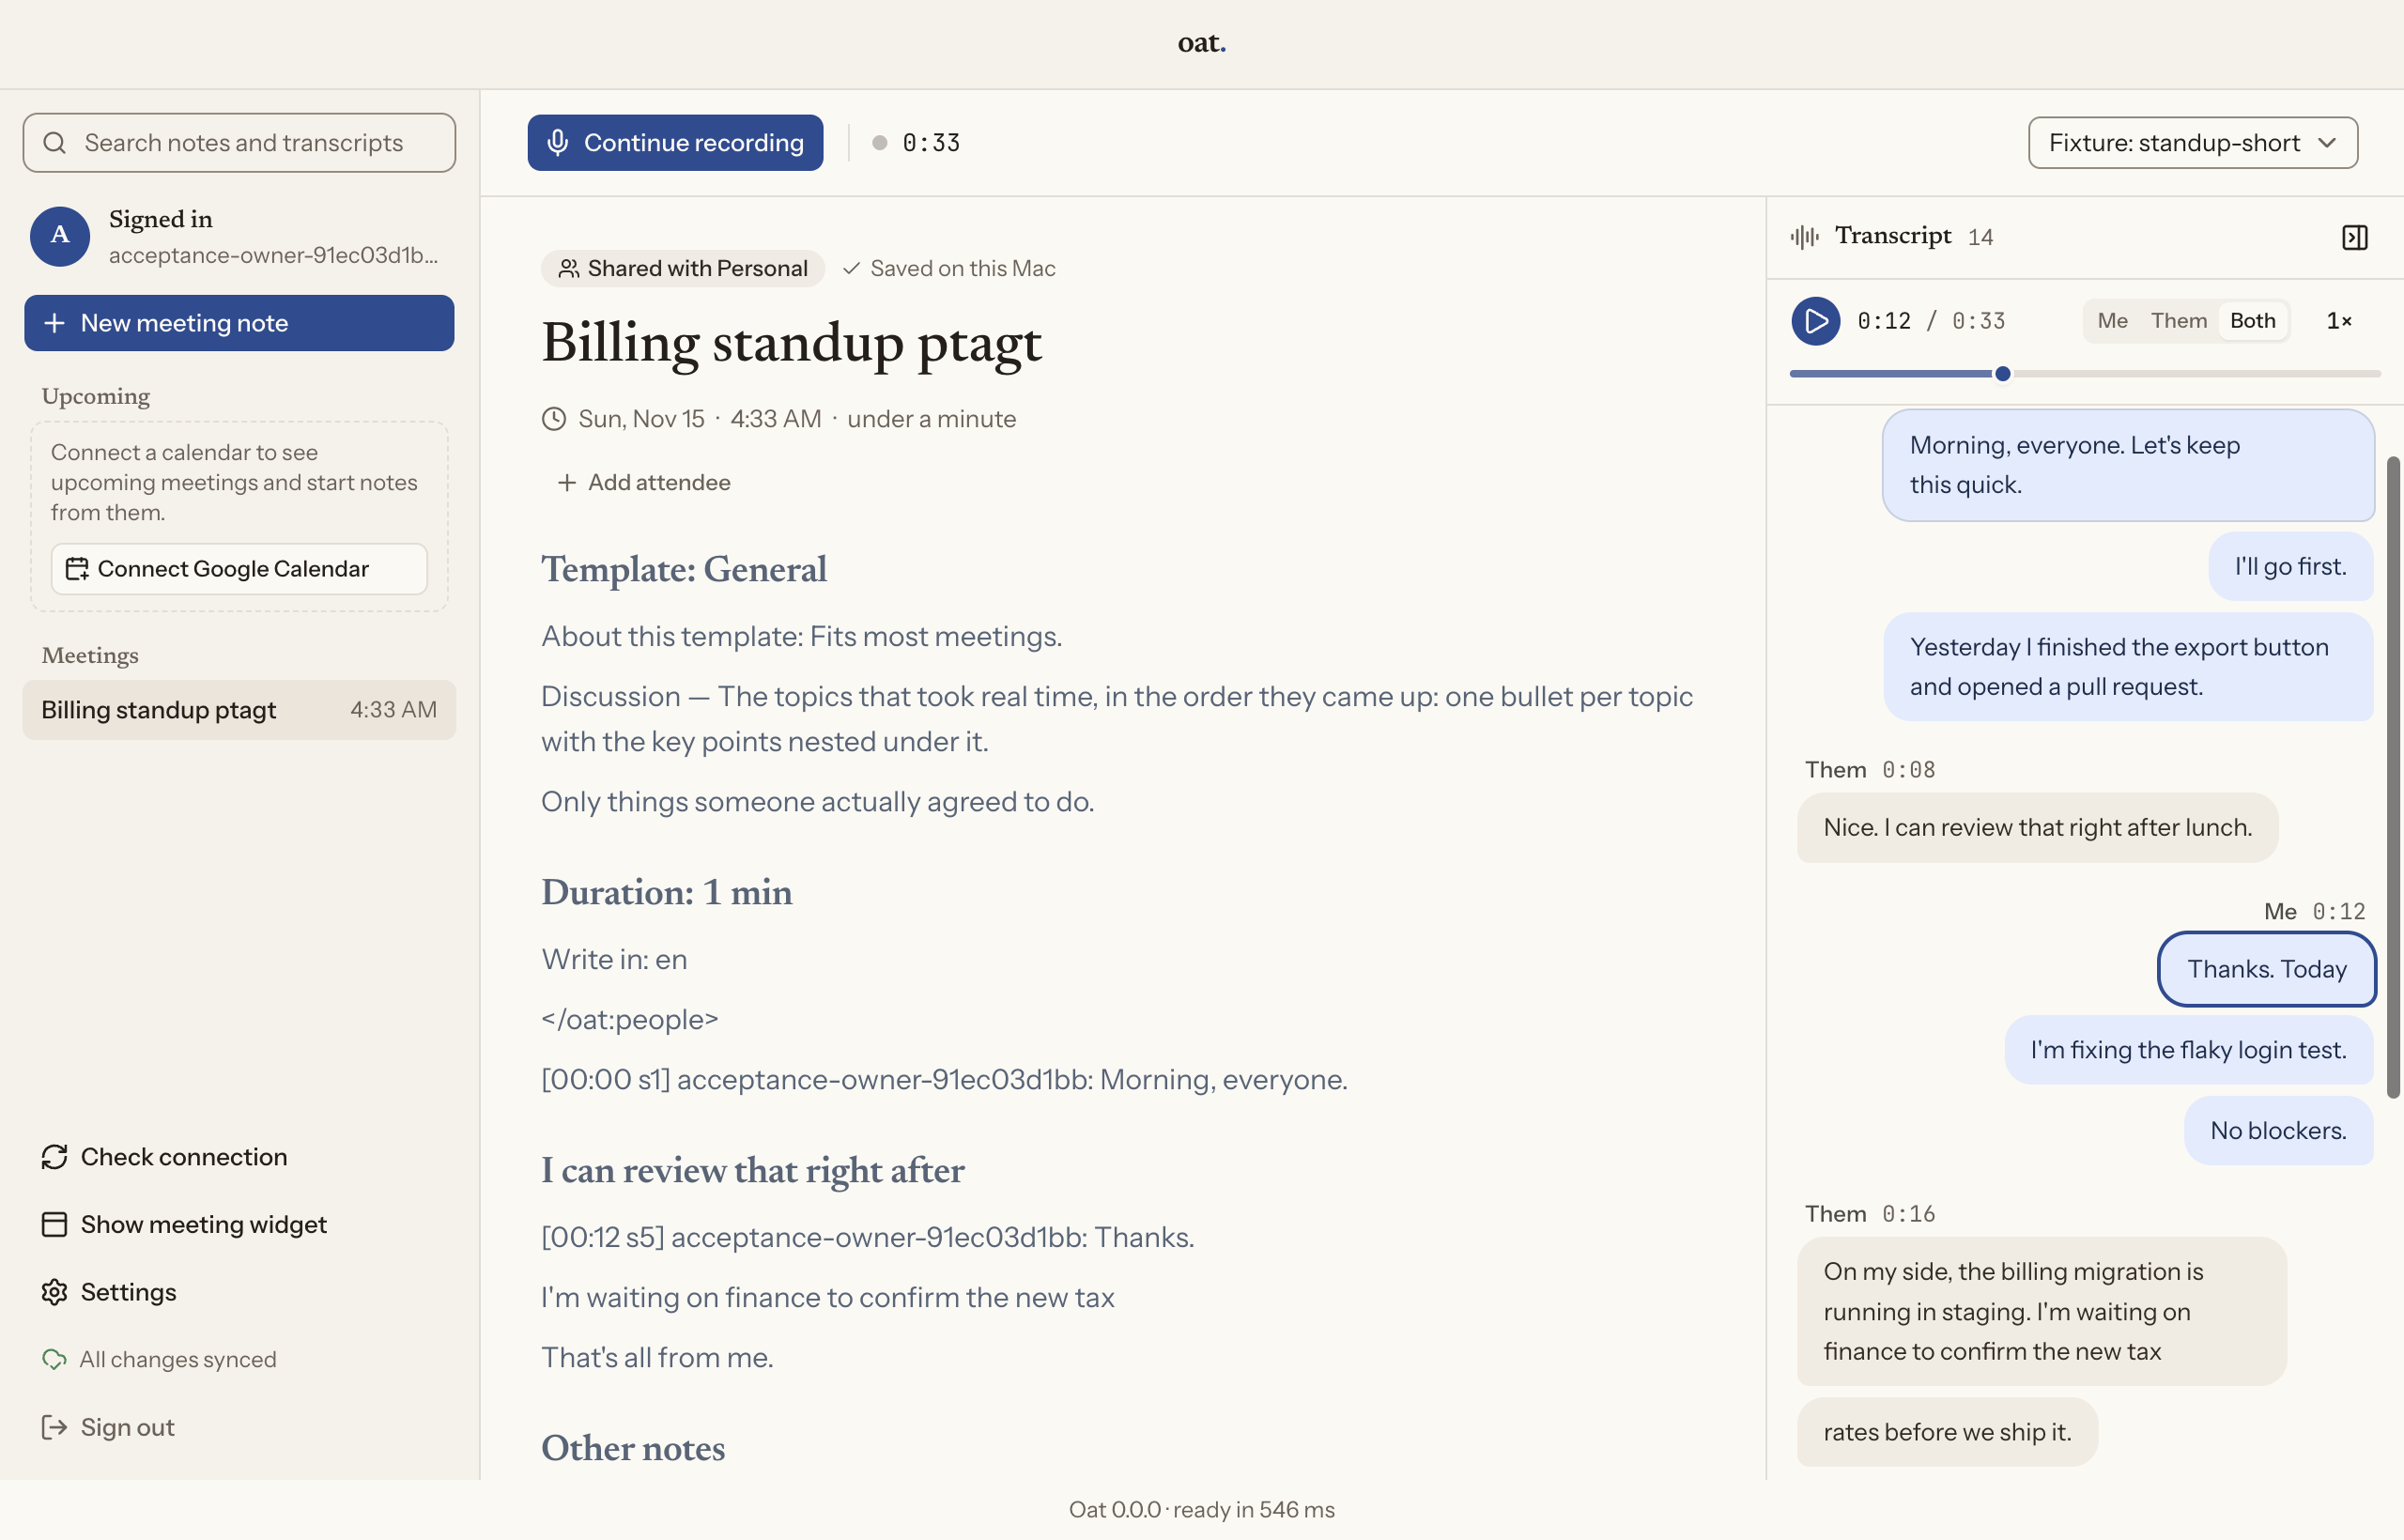 oat.
Search notes and transcripts
A
Signed in
acceptance-owner-91ec03d1b...
New meeting note
Upcoming
Connect a calendar to see
upcoming meetings and start notes
from them.
Connect Google Calendar
Meetings
Billing standup ptagt 4:33 AM
Check connection
Show meeting widget
Settings
All changes synced
Sign out
Continue recording 0:33
Fixture: standup-short
Shared with Personal Saved on this Mac
Billing standup ptagt
Sun, Nov 15 · 4:33 AM · under a minute
Add attendee
Template: General
About this template: Fits most meetings.
Discussion — The topics that took real time, in the order they came up: one bullet per topic
with the key points nested under it.
Only things someone actually agreed to do.
Duration: 1 min
Write in: en
</oat:people>
[00:00 s1] acceptance-owner-91ec03d1bb: Morning, everyone.
I can review that right after
[00:12 s5] acceptance-owner-91ec03d1bb: Thanks.
I'm waiting on finance to confirm the new tax
That's all from me.
Other notes
Transcript 14
0:12 / 0:33 Me Them Both 1×
Morning, everyone. Let's keep
this quick.
I'll go first.
Yesterday I finished the export button
and opened a pull request.
Them 0:08
Nice. I can review that right after lunch.
Me 0:12
Thanks. Today
I'm fixing the flaky login test.
No blockers.
Them 0:16
On my side, the billing migration is
running in staging. I'm waiting on
finance to confirm the new tax
rates before we ship it.
Oat 0.0.0 · ready in 546 ms